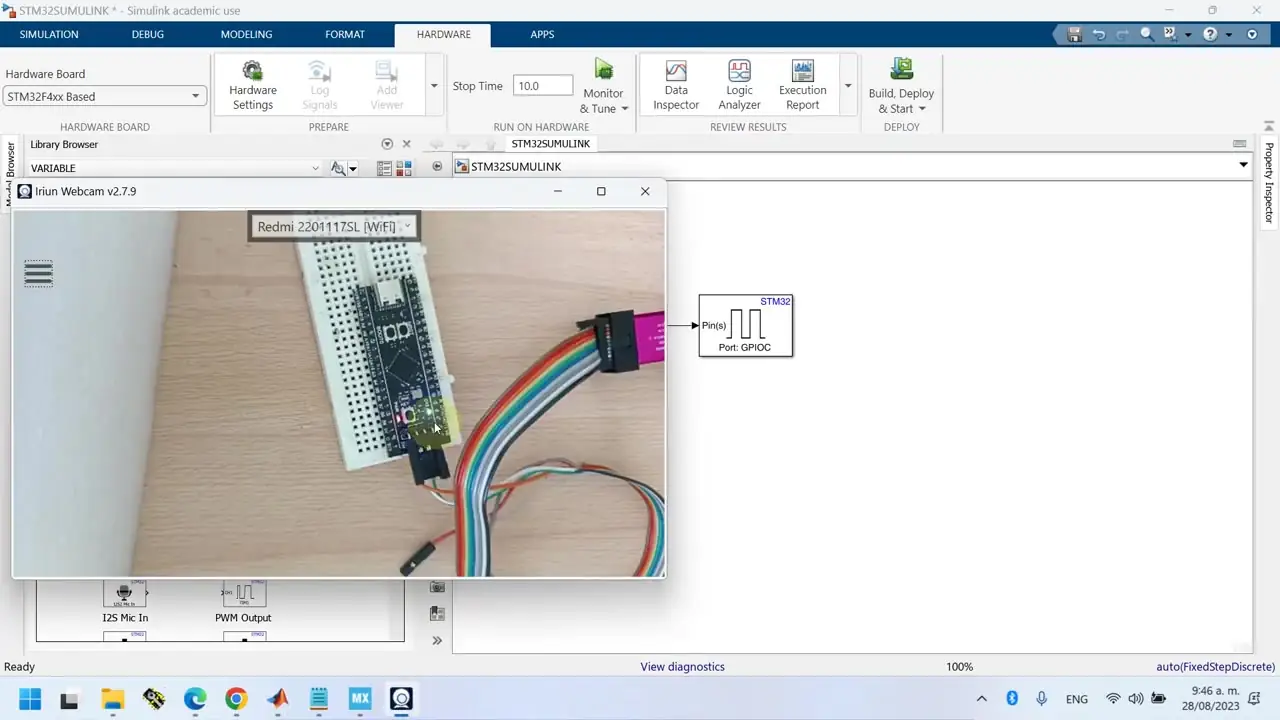 STM32SUMULINK * - Simulink academic use
SIMULATION DEBUG MODELING FORMAT HARDWARE APPS
Hardware Board
STM32F4xx Based
HARDWARE BOARD
Hardware Settings
Log Signals
Add Viewer
PREPARE
Stop Time 10.0
Monitor & Tune
RUN ON HARDWARE
Data Inspector
Logic Analyzer
Execution Report
REVIEW RESULTS
Build, Deploy & Start
DEPLOY
Library Browser
STM32SUMULINK
VARIABLE
STM32SUMULINK
Browser
Property Inspector
Iriun Webcam v2.7.9
Redmi 2201117SL [WiFi]
STM32
Pin(s)
Port: GPIOC
I2S Mic In
PWM Output
Ready
View diagnostics
100%
auto(FixedStepDiscrete)
MX
ENG
9:46 a. m.
28/08/2023